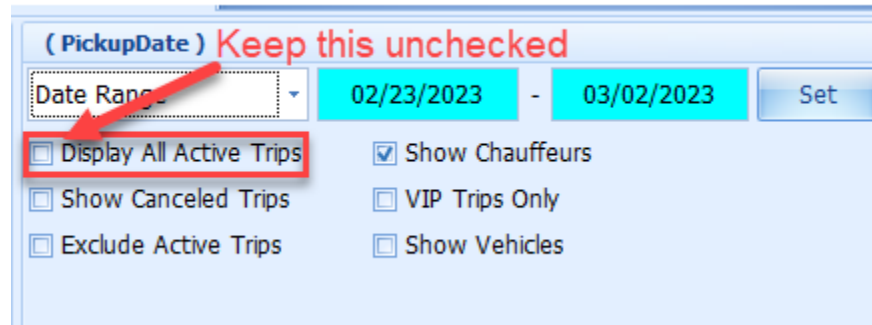 ( PickupDate ) Keep this unchecked
Date Range 02/23/2023 - 03/02/2023 Set
Display All Active Trips Show Chauffeurs
Show Canceled Trips VIP Trips Only
Exclude Active Trips Show Vehicles